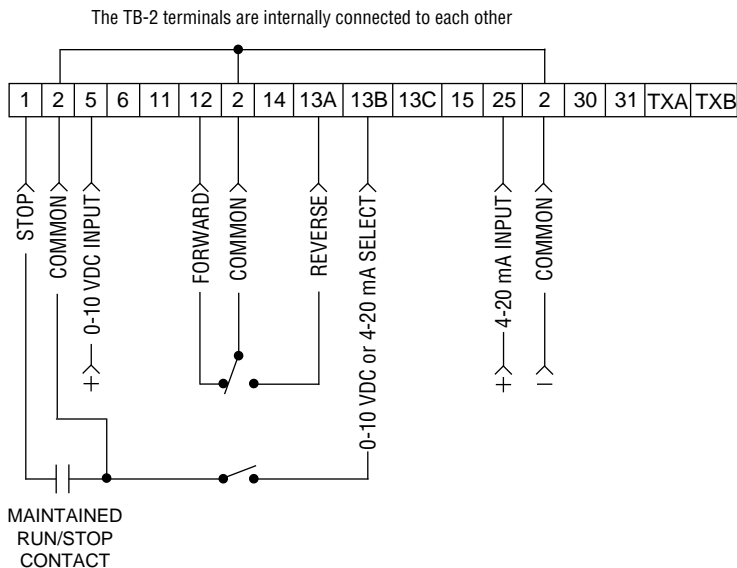 The TB-2 terminals are internally connected to each other
1 2 5 6 11 12 2 14 13A 13B 13C 15 25 2 30 31 TXA TXB
STOP
COMMON
0-10 VDC INPUT
+
FORWARD
COMMON
REVERSE
0-10 VDC or 4-20 mA SELECT
4-20 mA INPUT
+
COMMON
–
MAINTAINED
RUN/STOP
CONTACT